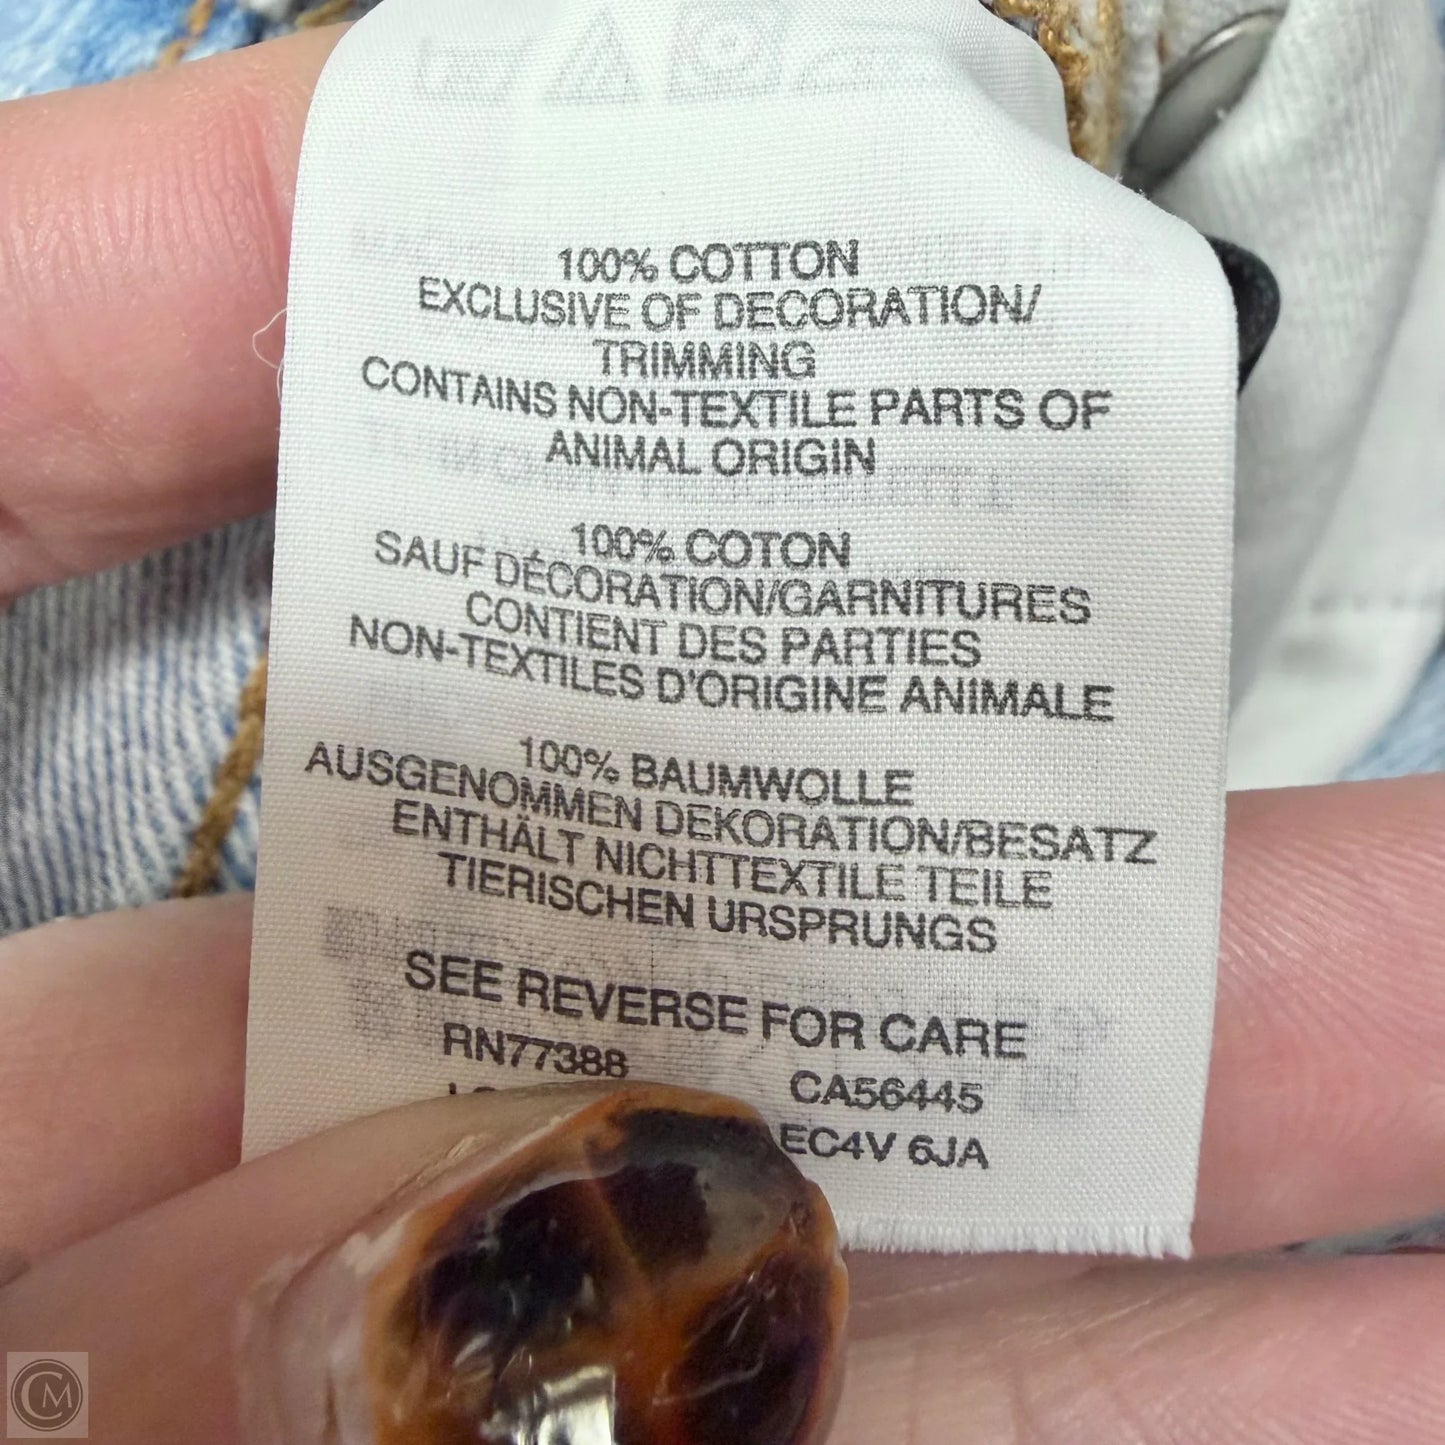 100% COTTON
EXCLUSIVE OF DECORATION/
TRIMMING
CONTAINS NON-TEXTILE PARTS OF
ANIMAL ORIGIN
100% COTON
SAUF DÉCORATION/GARNITURES
CONTIENT DES PARTIES
NON-TEXTILES D'ORIGINE ANIMALE
100% BAUMWOLLE
AUSGENOMMEN DEKORATION/BESATZ
ENTHÄLT NICHTTEXTILE TEILE
TIERISCHEN URSPRUNGS
SEE REVERSE FOR CARE
RN77388
CA56445
EC4V 6JA
CM